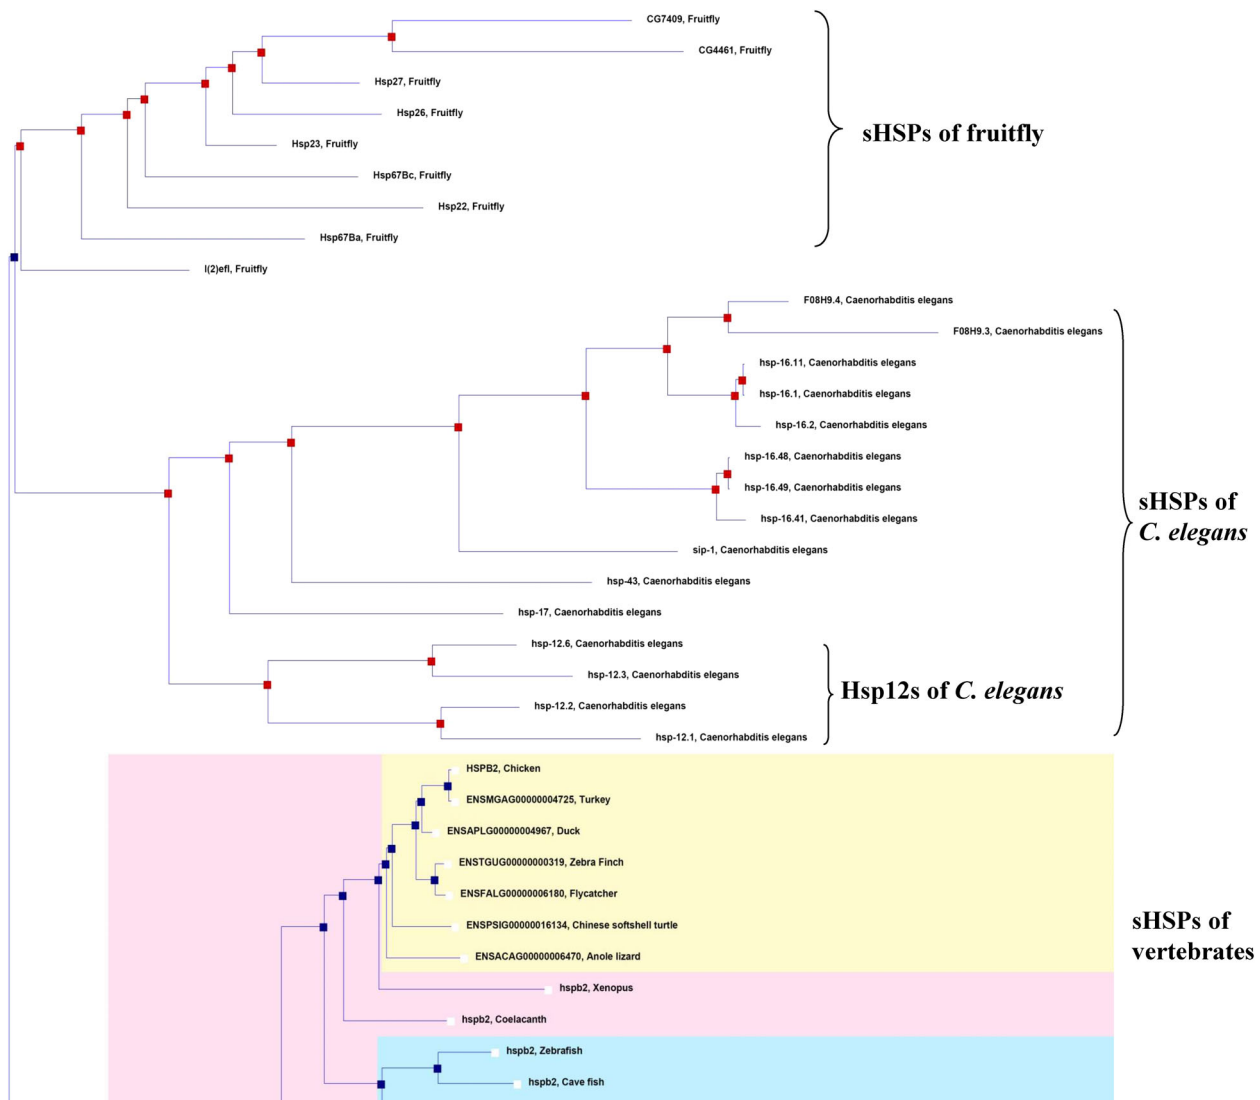 CG7409, Fruitfly
CG4461, Fruitfly
Hsp27, Fruitfly
Hsp26, Fruitfly
sHSPs of fruitfly
Hsp23, Fruitfly
Hsp67Bc, Fruitfly
Hsp22, Fruitfly
Hsp67Ba, Fruitfly
l(2)efl, Fruitfly
F08H9.4, Caenorhabditis elegans
F08H9.3, Caenorhabditis elegans
hsp-16.11, Caenorhabditis elegans
hsp-16.1, Caenorhabditis elegans
hsp-16.2, Caenorhabditis elegans
hsp-16.48, Caenorhabditis elegans
hsp-16.49, Caenorhabditis elegans
sHSPs of
C. elegans
hsp-16.41, Caenorhabditis elegans
sip-1, Caenorhabditis elegans
hsp-43, Caenorhabditis elegans
hsp-17, Caenorhabditis elegans
hsp-12.6, Caenorhabditis elegans
hsp-12.3, Caenorhabditis elegans
Hsp12s of C. elegans
hsp-12.2, Caenorhabditis elegans
hsp-12.1, Caenorhabditis elegans
HSPB2, Chicken
ENSMGAG00000004725, Turkey
ENSAPLG00000004967, Duck
ENSTGUG00000000319, Zebra Finch
ENSFALG00000006180, Flycatcher
ENSPSIG00000016134, Chinese softshell turtle
sHSPs of
vertebrates
ENSACAG00000006470, Anole lizard
hspb2, Xenopus
hspb2, Coelacanth
hspb2, Zebrafish
hspb2, Cave fish